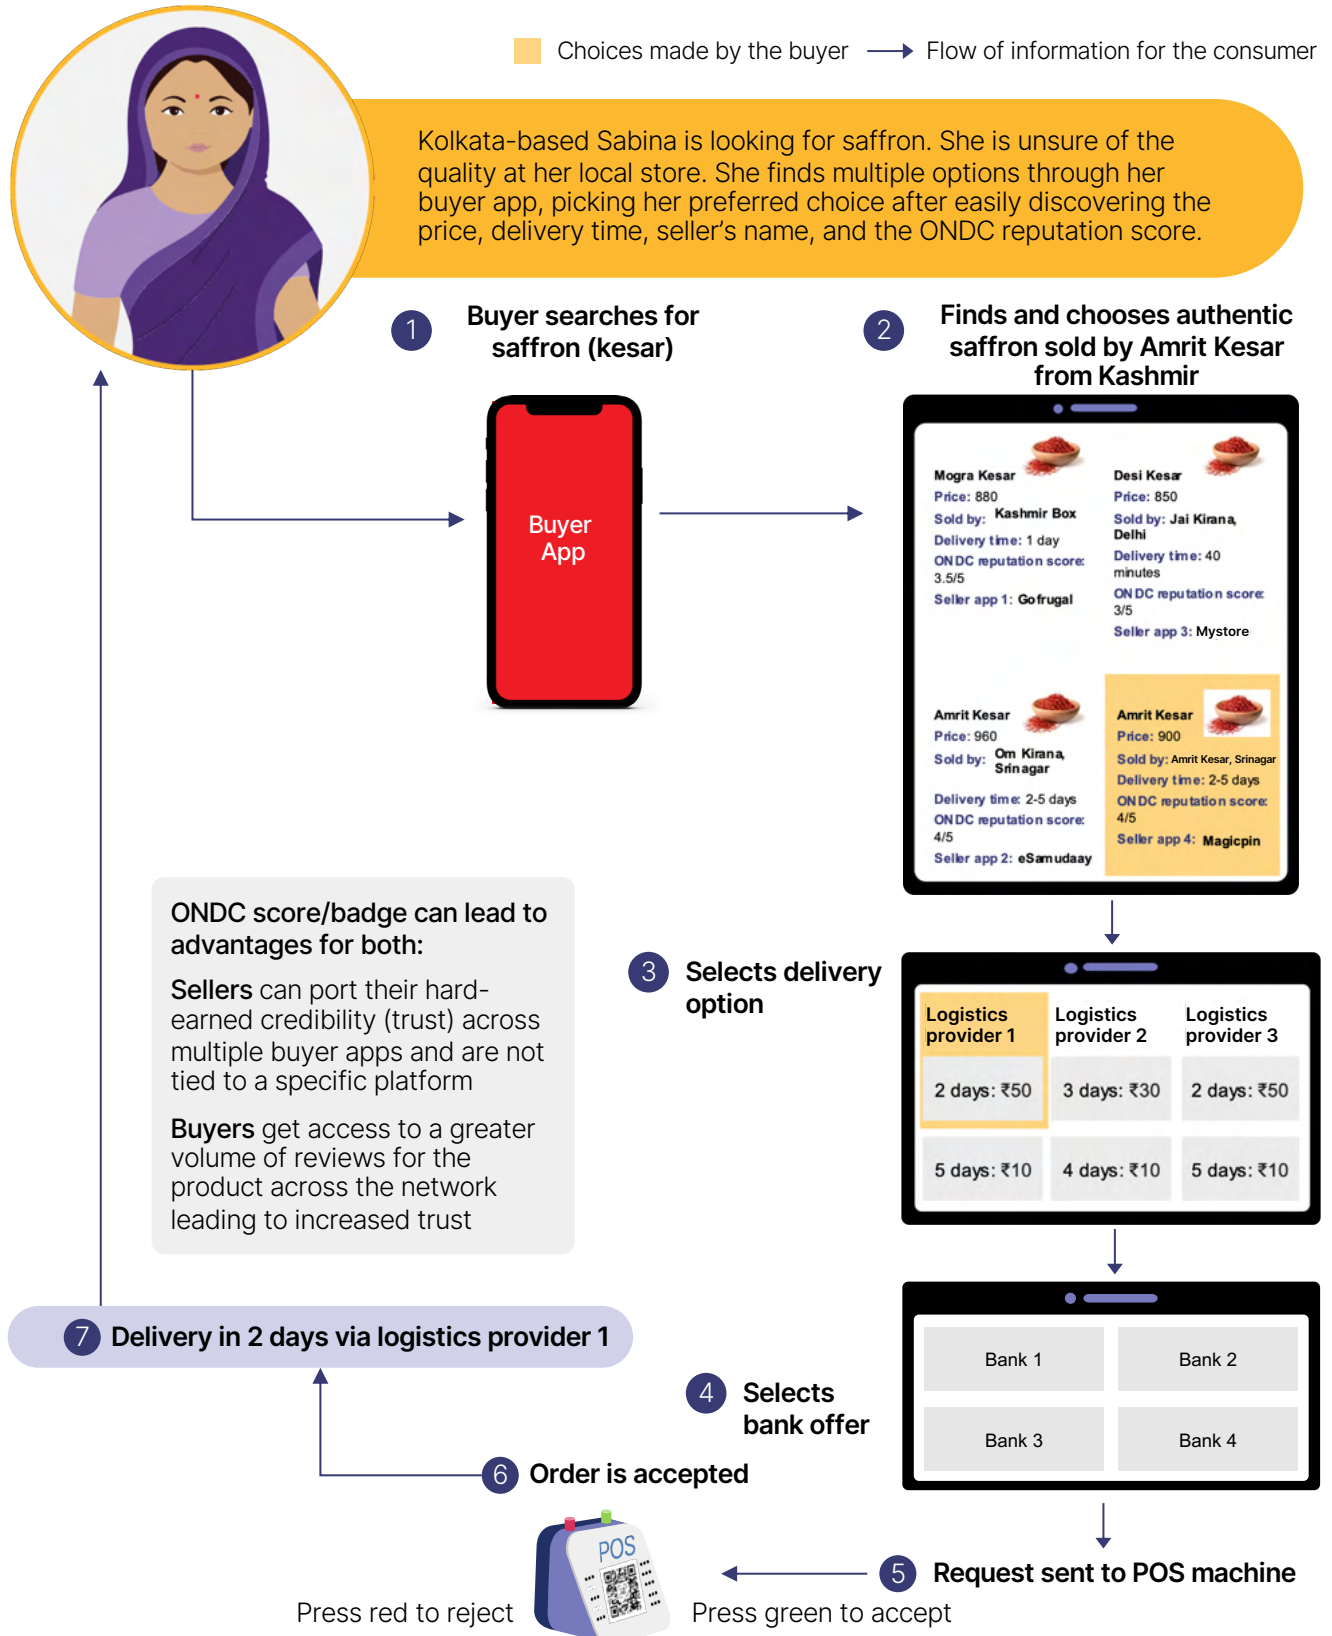 Choices made by the buyer
Flow of information for the consumer
Kolkata-based Sabina is looking for saffron. She is unsure of the
quality at her local store. She finds multiple options through her
buyer app, picking her preferred choice after easily discovering the
price, delivery time, seller's name, and the ONDC reputation score.
1
Buyer searches for
saffron (kesar)
Buyer
App
2
Finds and chooses authentic
saffron sold by Amrit Kesar
from Kashmir
Mogra Kesar
Price: 880
Sold by: Kashmir Box
Delivery time: 1 day
ONDC reputation score:
3.5/5
Seller app 1: Gofrugal
Desi Kesar
Price: 850
Sold by: Jai Kirana,
Delhi
Delivery time: 40
minutes
ONDC reputation score:
3/5
Seller app 3: Mystore
Amrit Kesar
Price: 960
Sold by: Om Kirana,
Srinagar
Delivery time: 2-5 days
ONDC reputation score:
4/5
Seller app 2: eSamudaay
Amrit Kesar
Price: 900
Sold by: Amrit Kesar, Srinagar
Delivery time: 2-5 days
ONDC reputation score:
4/5
Seller app 4: Magicpin
ONDC score/badge can lead to
advantages for both:
Sellers can port their hard-
earned credibility (trust) across
multiple buyer apps and are not
tied to a specific platform
Buyers get access to a greater
volume of reviews for the
product across the network
leading to increased trust
3
Selects delivery
option
Logistics
provider 1
Logistics
provider 2
Logistics
provider 3
2 days: ₹50
3 days: ₹30
2 days: ₹50
5 days: ₹10
4 days: ₹10
5 days: ₹10
4
Selects
bank offer
Bank 1
Bank 2
Bank 3
Bank 4
5
Request sent to POS machine
POS
Press red to reject
Press green to accept
6
Order is accepted
7
Delivery in 2 days via logistics provider 1